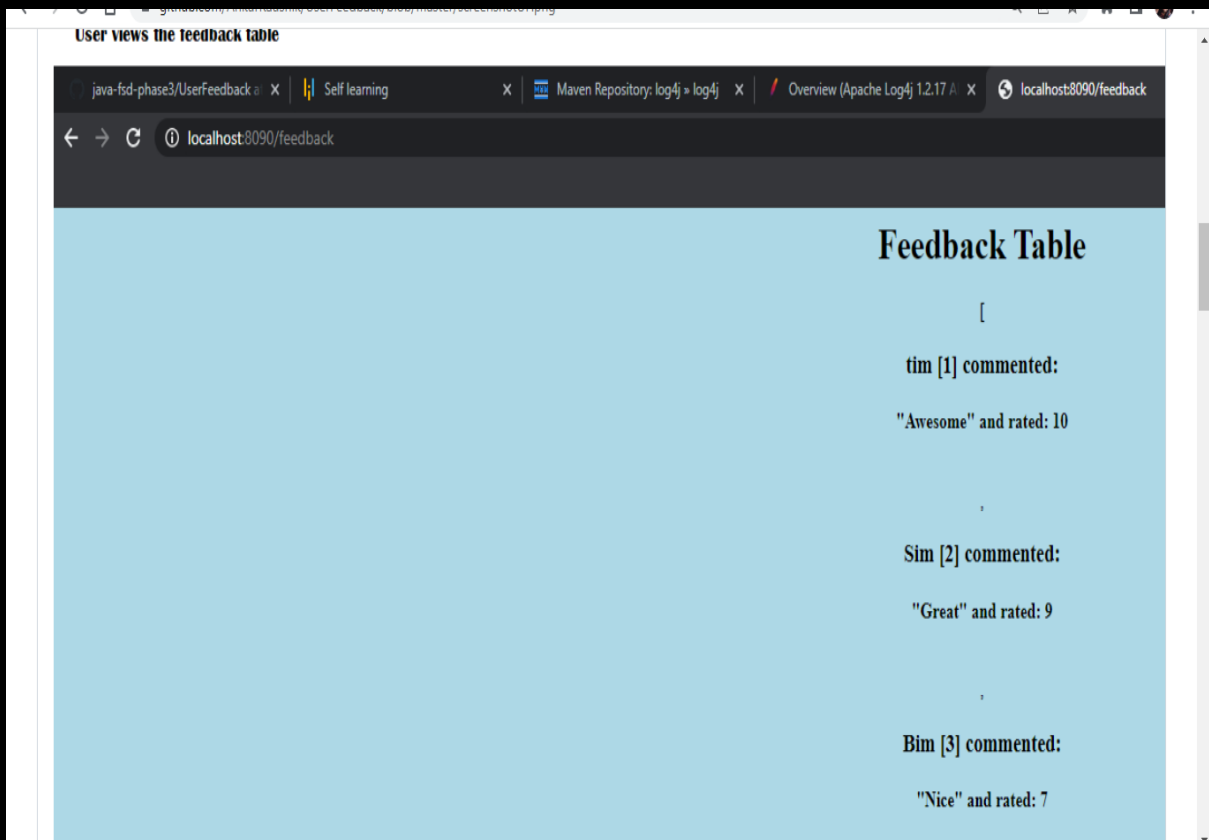 User views the feedback table
java-fsd-phase3/UserFeedback a
Self learning
Maven Repository: log4j » log4j
Overview (Apache Log4j 1.2.17 A
localhost:8090/feedback
localhost:8090/feedback
Feedback Table
[
tim [1] commented:
"Awesome" and rated: 10
,
Sim [2] commented:
"Great" and rated: 9
,
Bim [3] commented:
"Nice" and rated: 7